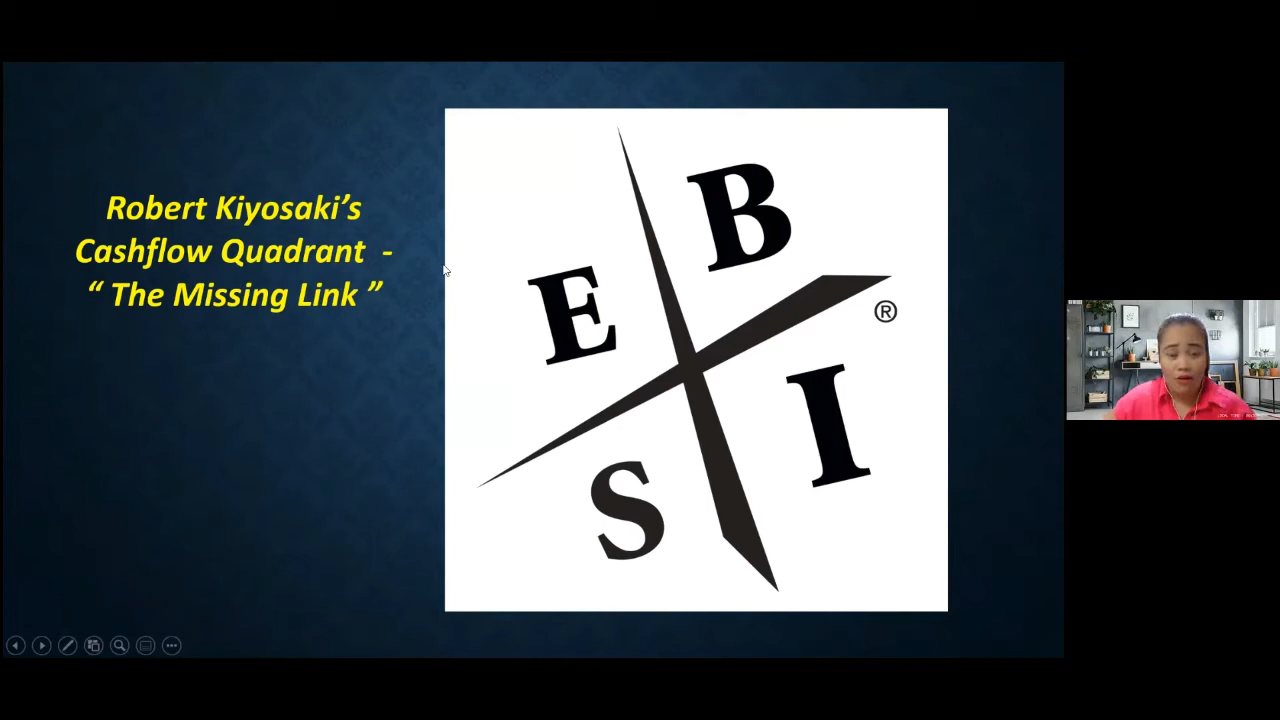 Robert Kiyosaki’s
Cashflow Quadrant -
“ The Missing Link ”
E B
S I
®